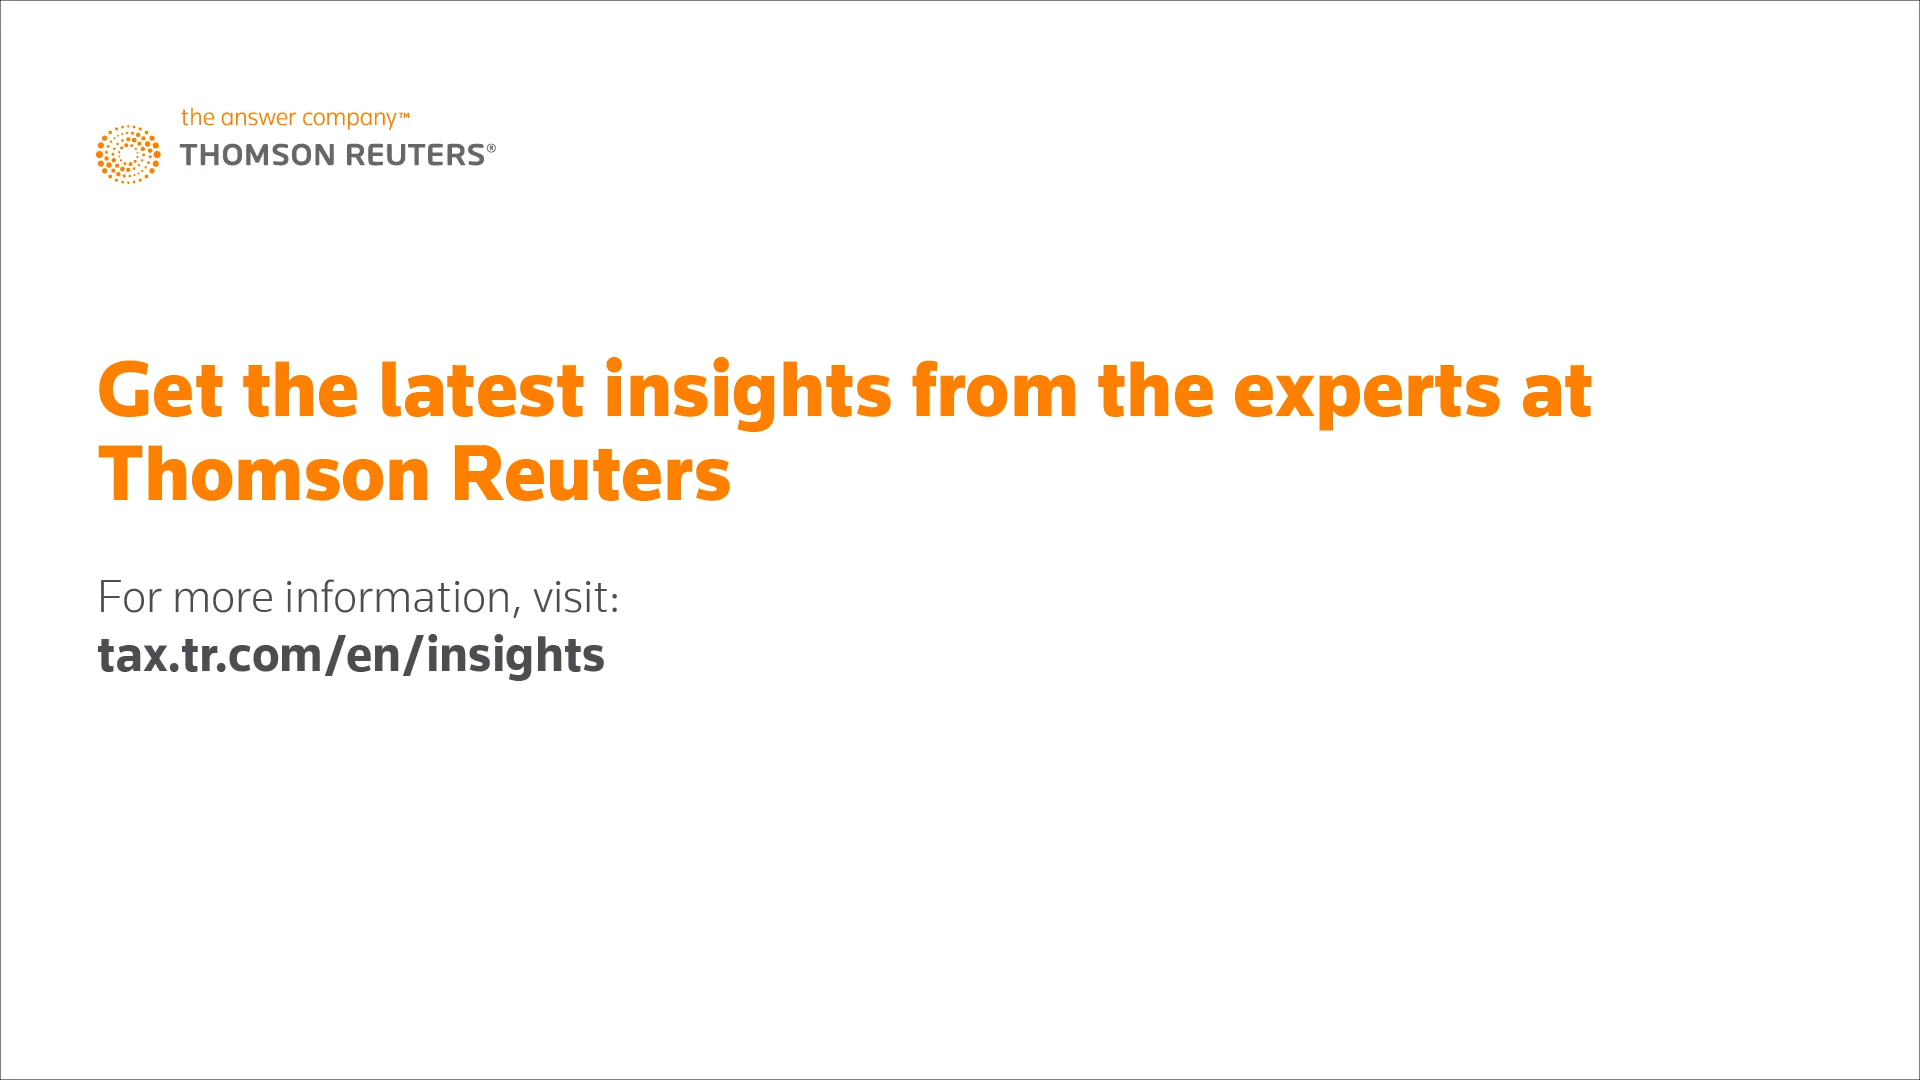 the answer company™
THOMSON REUTERS®
Get the latest insights from the experts at
Thomson Reuters
For more information, visit:
tax.tr.com/en/insights